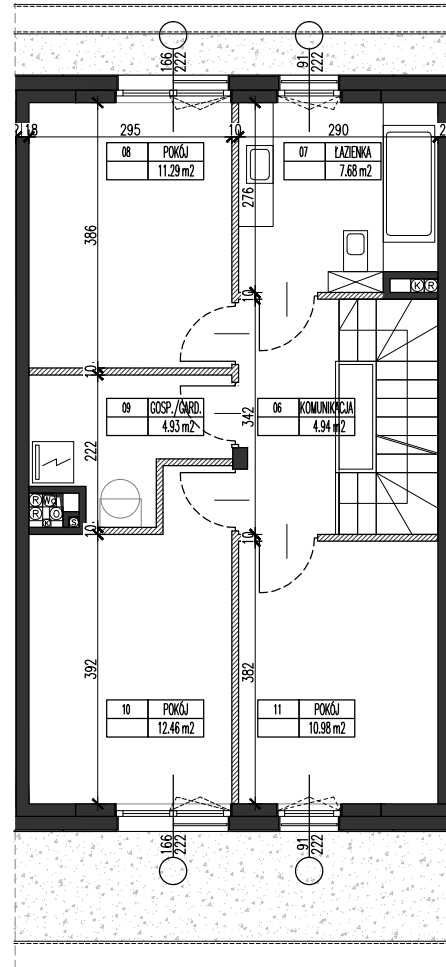 166
222
91
222
18
295
10
290
2
08 POKÓJ
11.29 m2
07 ŁAZIENKA
7.68 m2
276
386
K R
10
10
09 GOSP./GARD.
4.93 m2
342
06 KOMUNIKACJA
4.94 m2
222
R Wd
R O
K S
10
10
392
382
10 POKÓJ
12.46 m2
11 POKÓJ
10.98 m2
166
222
91
222